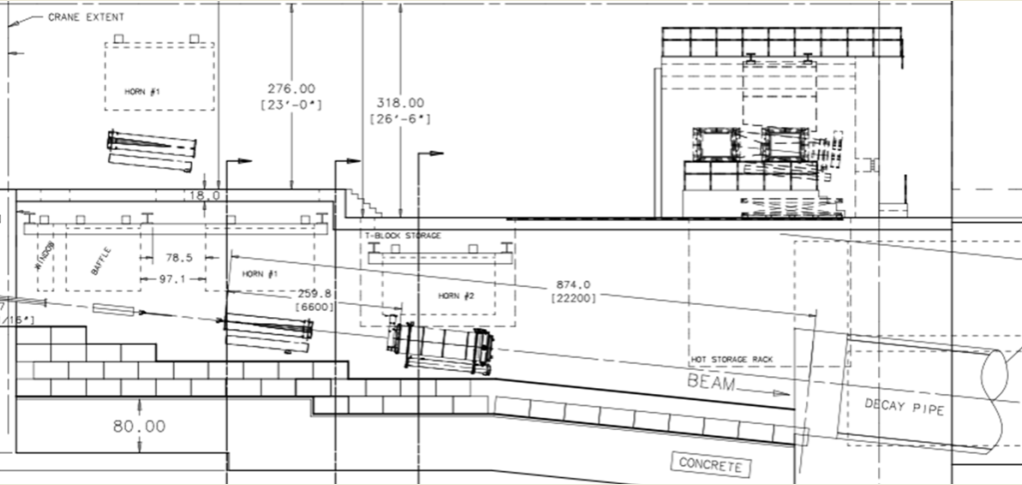 CRANE EXTENT
HORN #1
276.00
[23'-0"]
318.00
[26'-6"]
18.0
T-BLOCK STORAGE
WINDOW
BAFFLE
78.5
97.1
HORN #1
259.8
[6600]
HORN #2
874.0
[22200]
HOT STORAGE RACK
BEAM
DECAY PIPE
80.00
CONCRETE